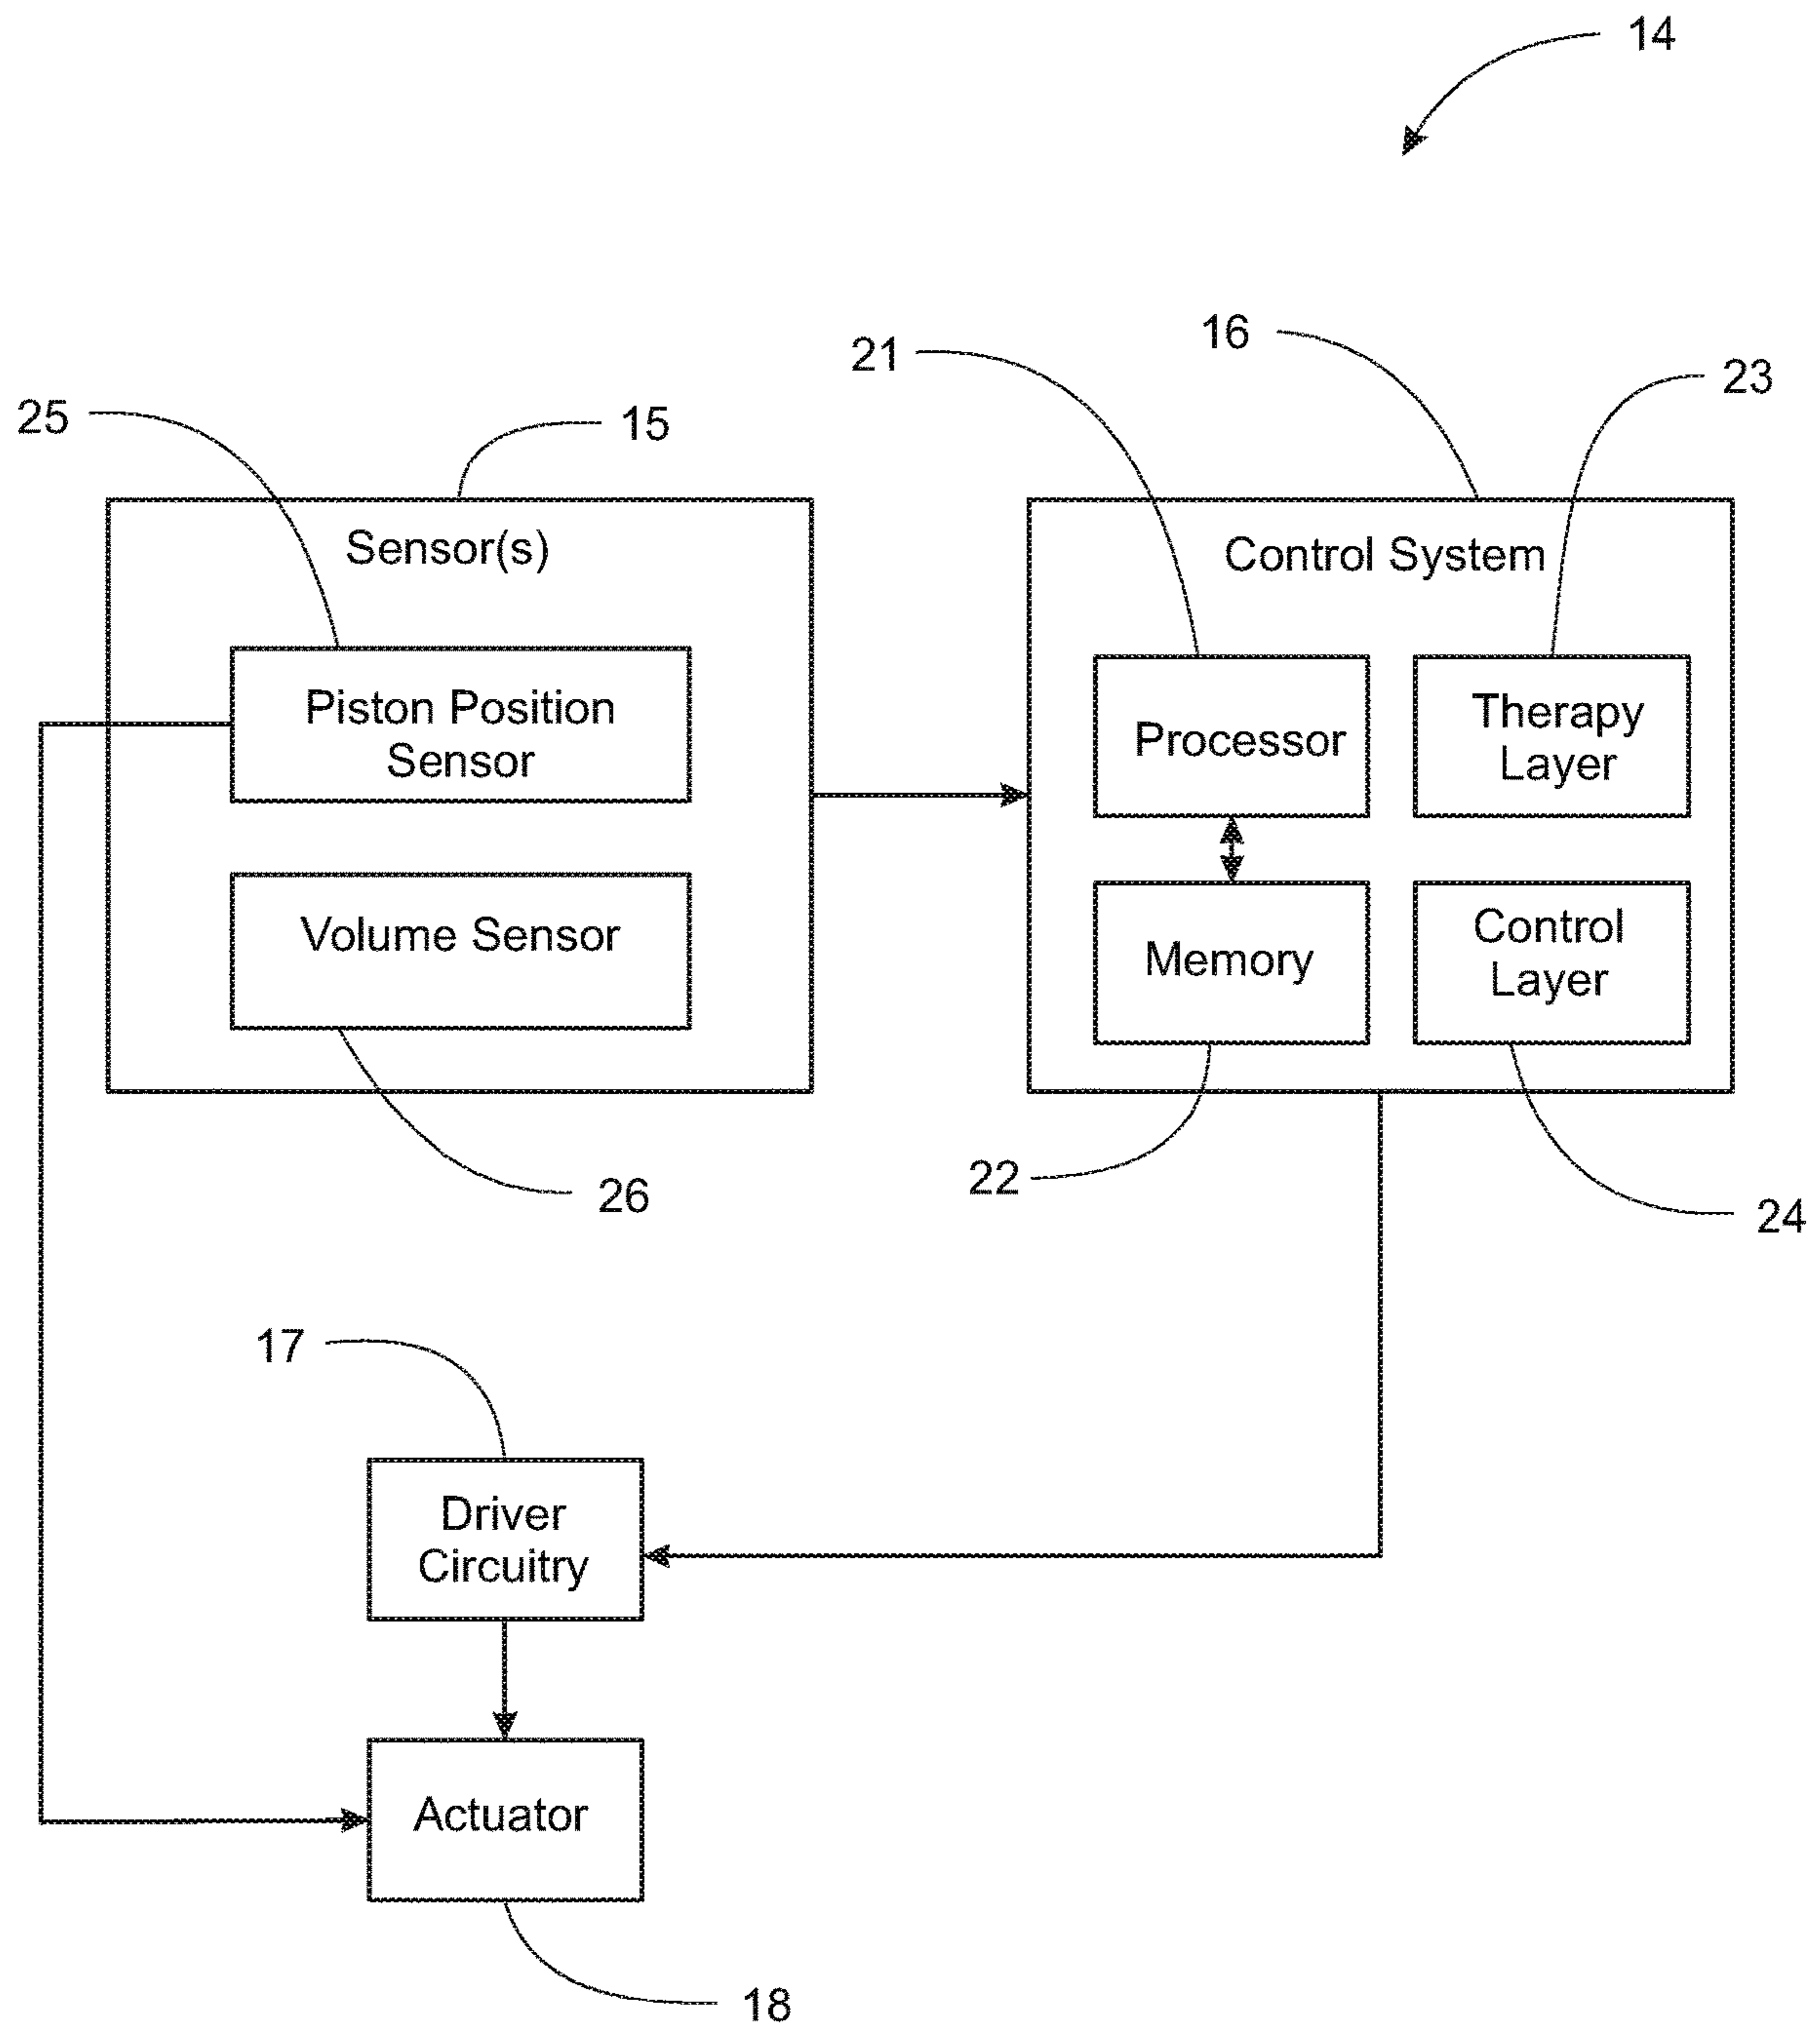 14
16
21
23
25
15
Sensor(s)
Control System
Piston Position
Sensor
Processor
Therapy
Layer
Volume Sensor
Memory
Control
Layer
22
26
24
17
Driver
Circuitry
Actuator
18